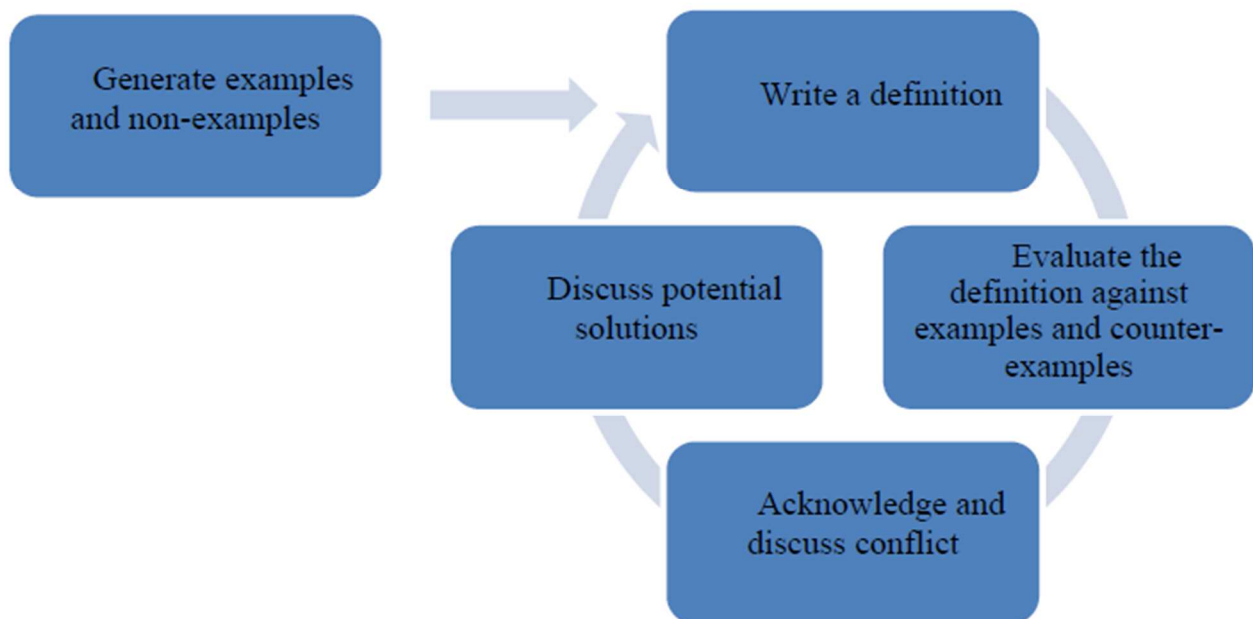 Generate examples
and non-examples
Write a definition
Evaluate the
definition against
examples and counter-
examples
Acknowledge and
discuss conflict
Discuss potential
solutions